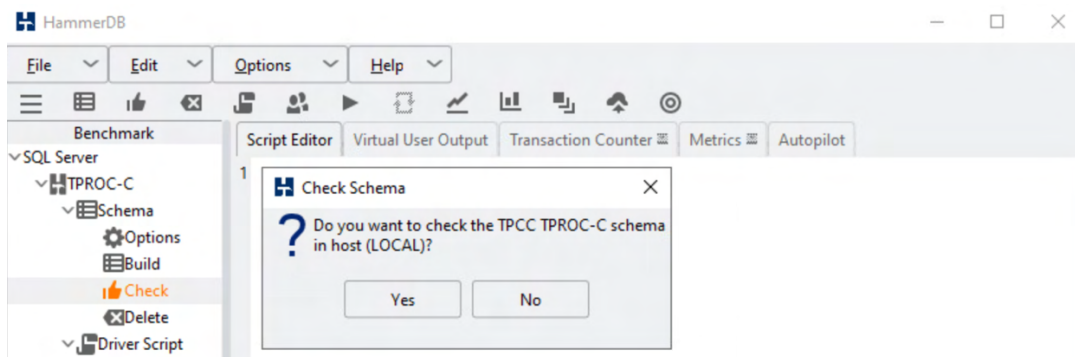 HammerDB
File Edit Options Help
Benchmark
Script Editor Virtual User Output Transaction Counter Metrics Autopilot
SQL Server
1
TPROC-C
Check Schema
Schema
Do you want to check the TPCC TPROC-C schema
in host (LOCAL)?
Options
Build
Check
Yes No
Delete
Driver Script